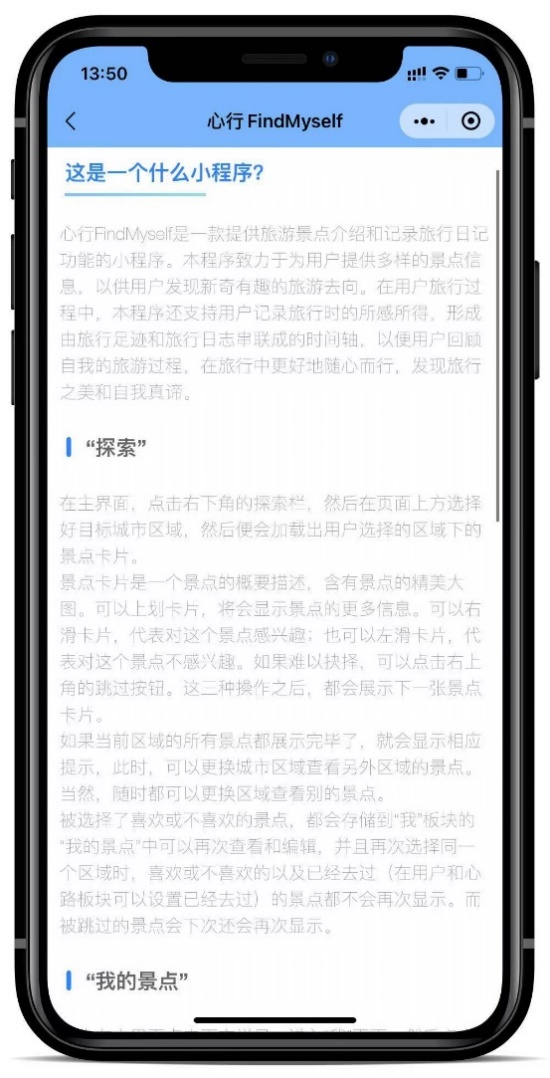 13:50
心行 FindMyself
这是一个什么小程序?
心行FindMyself是一款提供旅游景点介绍和记录旅行日记
功能的小程序。本程序致力于为用户提供多样的景点信
息，以供用户发现新奇有趣的旅游去向。在用户旅行过
程中，本程序还支持用户记录旅行时的所感所得，形成
由旅行足迹和旅行日志串联成的时间轴，以便用户回顾
自我的旅游过程，在旅行中更好地随心而行，发现旅行
之美和自我真谛。
“探索”
在主界面，点击右下角的探索栏，然后在页面上方选择
好目标城市区域，然后便会加载出用户选择的区域下的
景点卡片。
景点卡片是一个景点的概要描述，含有景点的精美大
图。可以上划卡片，将会显示景点的更多信息。可以右
滑卡片，代表对这个景点感兴趣；也可以左滑卡片，代
表对这个景点不感兴趣。如果难以抉择，可以点击右上
角的跳过按钮。这三种操作之后，都会展示下一张景点
卡片。
如果当前区域的所有景点都展示完毕了，就会显示相应
提示，此时，可以更换城市区域查看另外区域的景点。
当然，随时都可以更换区域查看别的景点。
被选择了喜欢或不喜欢的景点，都会存储到“我”板块的
“我的景点”中可以再次查看和编辑，并且再次选择同一
个区域时，喜欢或不喜欢的以及已经去过（在用户和心
路板块可以设置已经去过）的景点都不会再次显示。而
被跳过的景点会下次还会再次显示。
“我的景点”